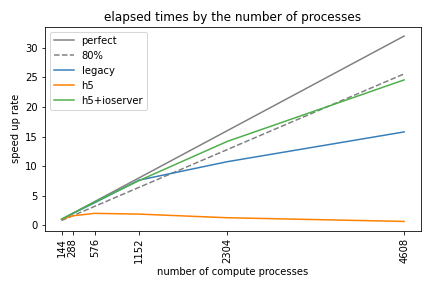 elapsed times by the number of processes
perfect
80%
legacy
h5
h5+ioserver
speed up rate
30
25
20
15
10
5
0
144
288
576
1152
2304
4608
number of compute processes